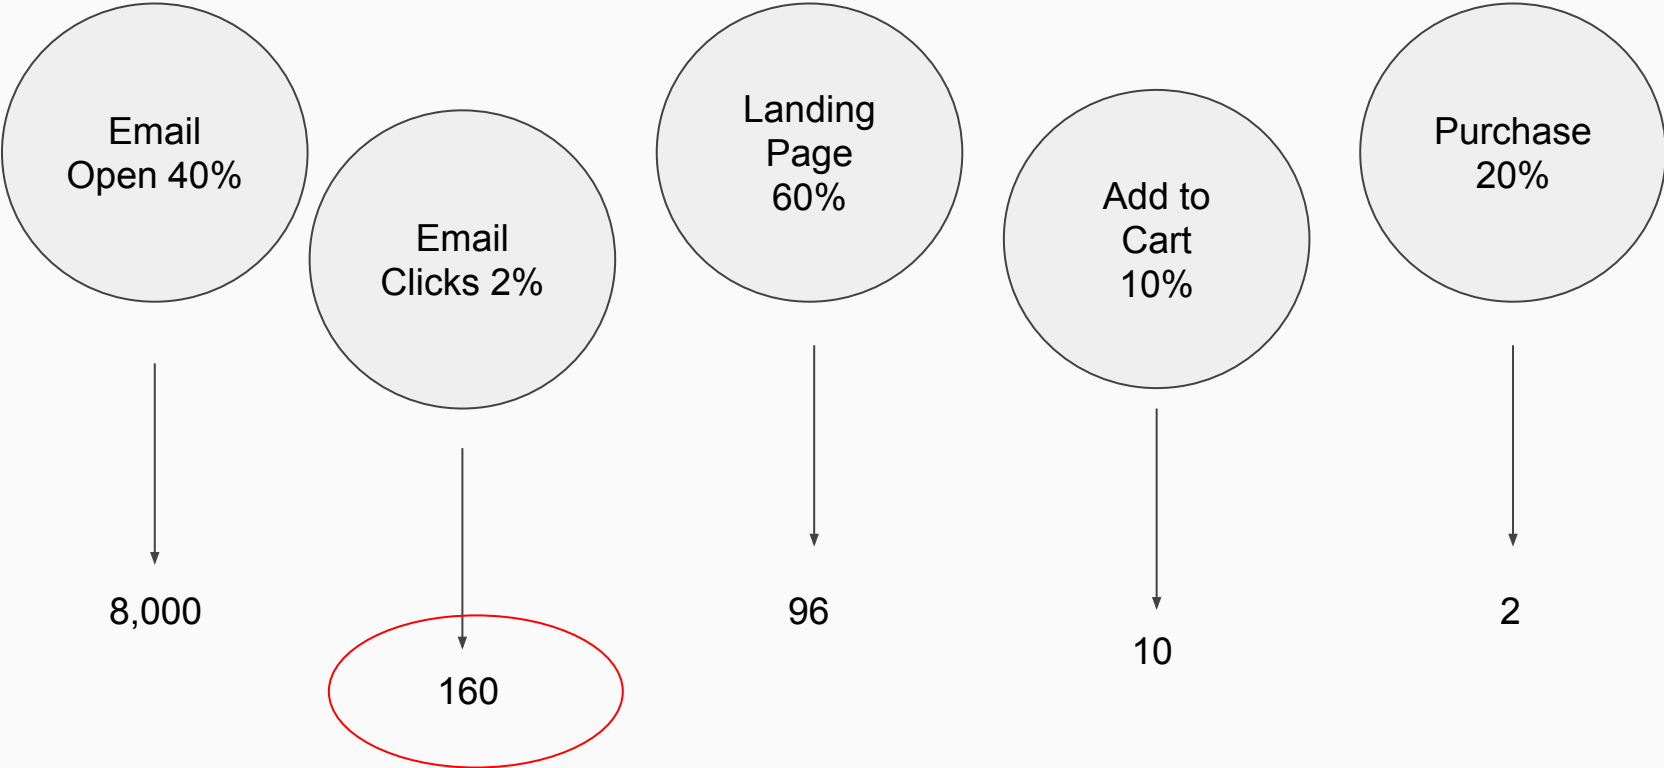 Email
Open 40%
Email
Clicks 2%
Landing
Page
60%
Add to
Cart
10%
Purchase
20%
8,000
160
96
10
2